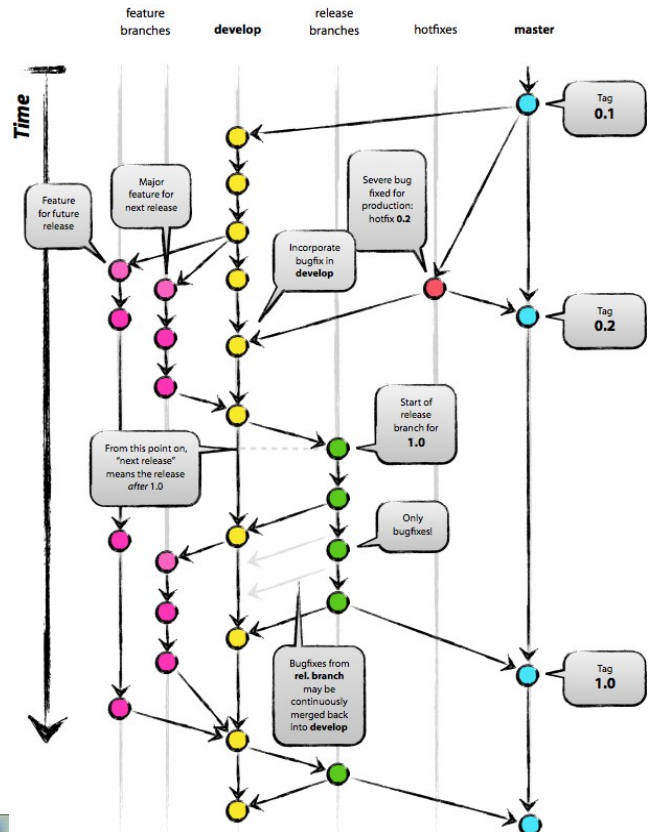 feature
branches
develop
release
branches
hotfixes
master
Time
Tag
0.1
Feature
for future
release
Major
feature for
next release
Severe bug
fixed for
production:
hotfix 0.2
Incorporate
bugfix in
develop
Tag
0.2
Start of
release
branch for
1.0
From this point on,
“next release”
means the release
after 1.0
Only
bugfixes!
Bugfixes from
rel. branch
may be
continuously
merged back
into develop
Tag
1.0